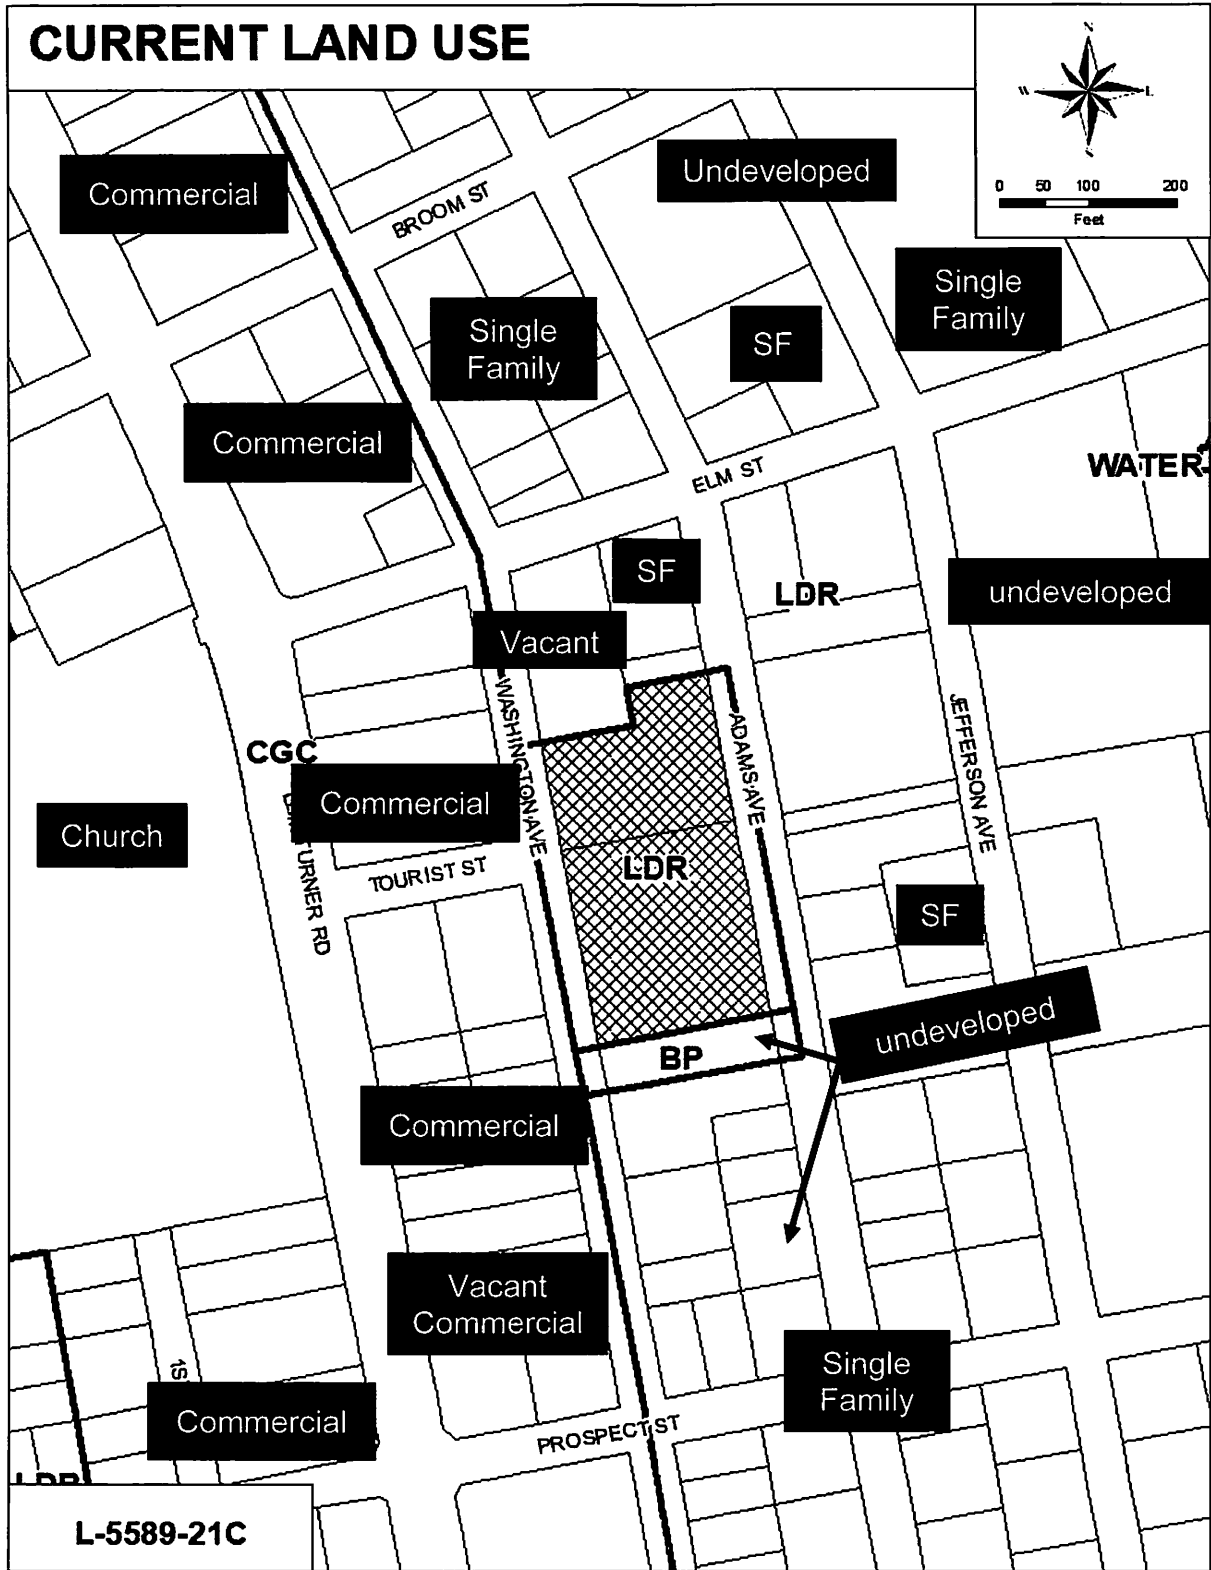 CURRENT LAND USE
N
W
S
0 50 100 200
Feet
Commercial
Undeveloped
BROOM ST
Single
Family
Single
Family
SF
Commercial
ELM ST
WATER
SF
LDR
undeveloped
Vacant
WASHINGTON AVE
ADAMS AVE
JEFFERSON AVE
CGC
Commercial
Church
TURNER RD
TOURIST ST
LDR
SF
undeveloped
BP
Commercial
Vacant
Commercial
Single
Family
Commercial
PROSPECT ST
LDR
L-5589-21C